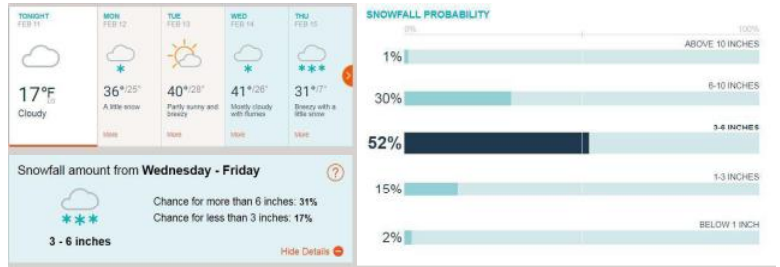 TONIGHT
FEB 11
17°F
Lo
Cloudy
MON
FEB 12
36°/25°
A little snow
More
TUE
FEB 13
40°/28°
Partly sunny and
breezy
More
WED
FEB 14
41°/26°
Mostly cloudy
with flurries
More
THU
FEB 15
31°/7°
Breezy with a
little snow
More
Snowfall amount from Wednesday - Friday
?
Chance for more than 6 inches: 31%
Chance for less than 3 inches: 17%
3 - 6 inches
Hide Details
SNOWFALL PROBABILITY
0%
100%
ABOVE 10 INCHES
1%
6-10 INCHES
30%
3-6 INCHES
52%
1-3 INCHES
15%
BELOW 1 INCH
2%